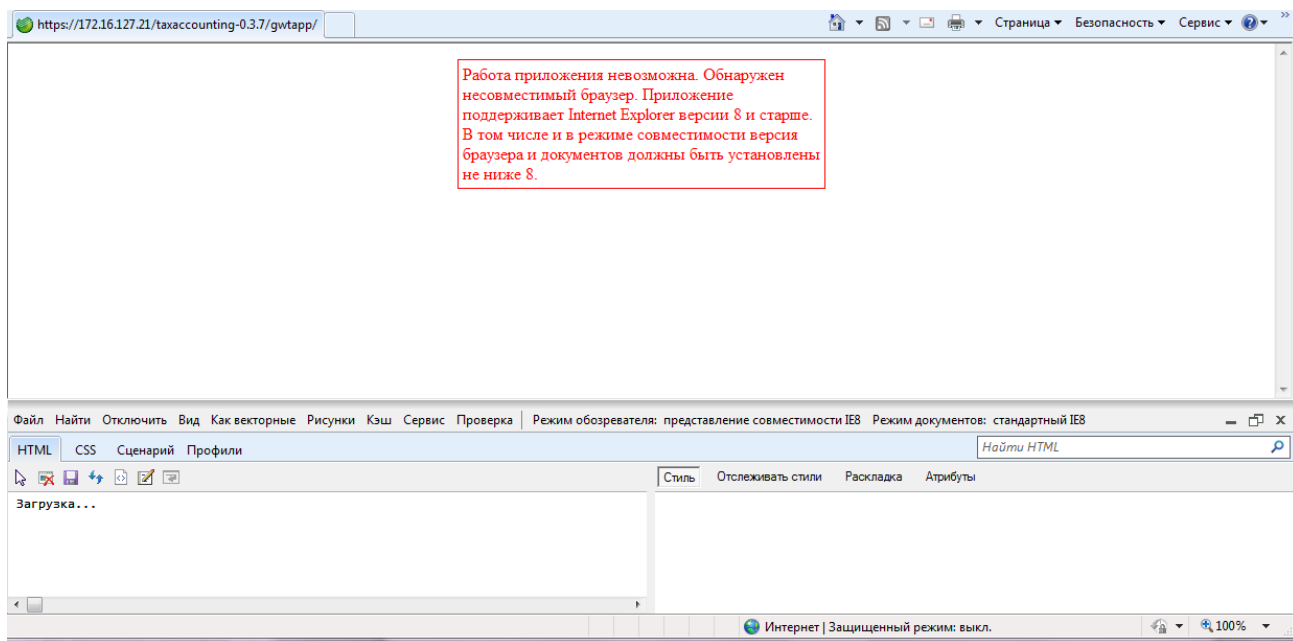 https://172.16.127.21/taxaccounting-0.3.7/gwtapp/
Страница Безопасность Сервис
Работа приложения невозможна. Обнаружен
несовместимый браузер. Приложение
поддерживает Internet Explorer версии 8 и старше.
В том числе и в режиме совместимости версия
браузера и документов должны быть установлены
не ниже 8.
Файл Найти Отключить Вид Как векторные Рисунки Кэш Сервис Проверка Режим обозревателя: представление совместимости IE8 Режим документов: стандартный IE8
HTML CSS Сценарий Профили Найти HTML
Стиль Отслеживать стили Раскладка Атрибуты
Загрузка...
Интернет | Защищенный режим: выкл. 100%